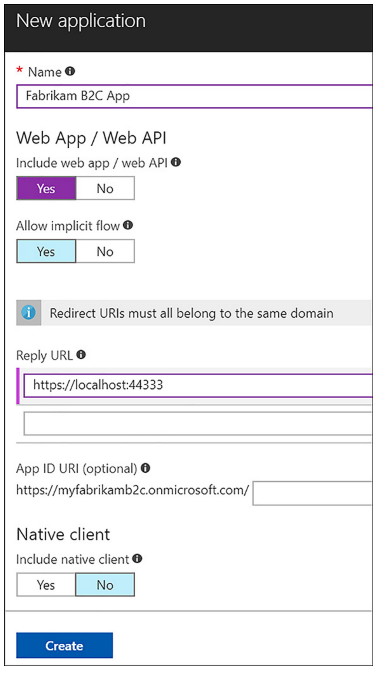 New application
* Name
Fabrikam B2C App
Web App / Web API
Include web app / web API
Yes No
Allow implicit flow
Yes No
Redirect URIs must all belong to the same domain
Reply URL
https://localhost:44333
App ID URI (optional)
https://myfabrikamb2c.onmicrosoft.com/
Native client
Include native client
Yes No
Create